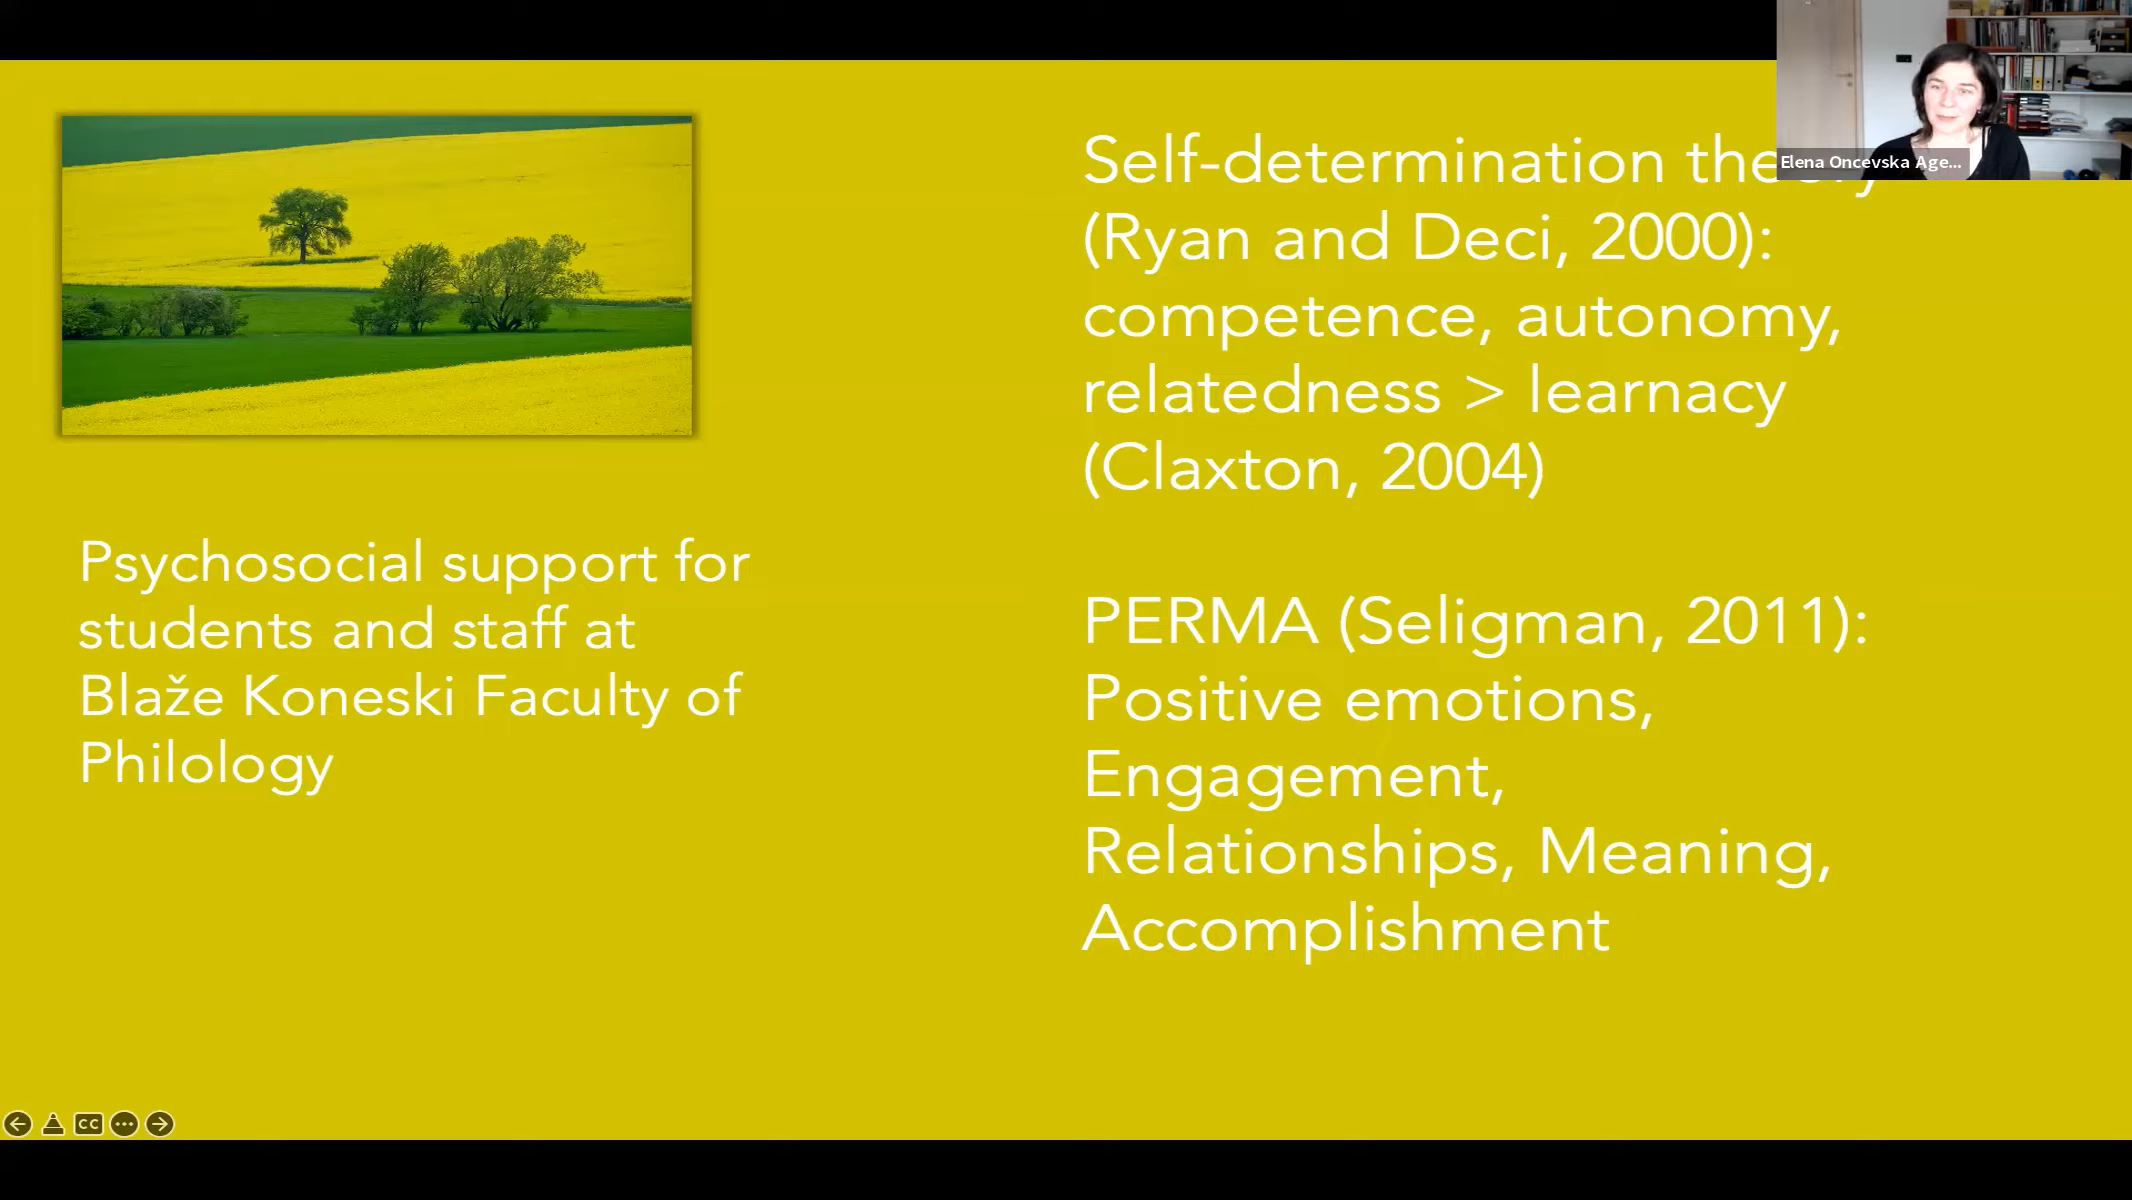 Elena Oncevska Age...
Psychosocial support for
students and staff at
Blaže Koneski Faculty of
Philology
Self-determination theory
(Ryan and Deci, 2000):
competence, autonomy,
relatedness > learnacy
(Claxton, 2004)
PERMA (Seligman, 2011):
Positive emotions,
Engagement,
Relationships, Meaning,
Accomplishment
CC